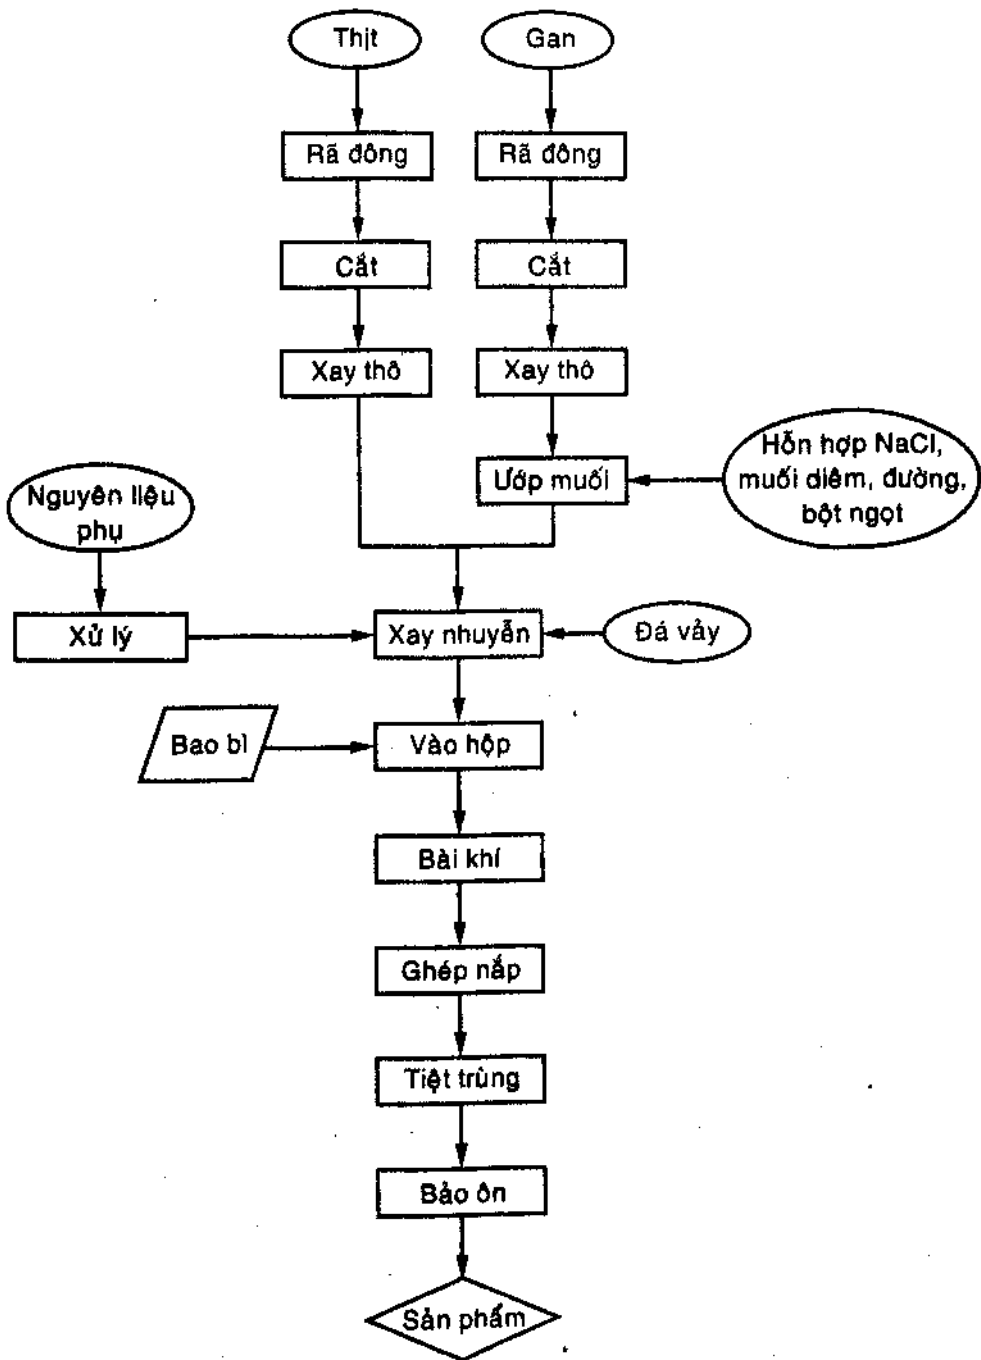 Thịt
Gan
Rã đông
Rã đông
Cắt
Cắt
Xay thô
Xay thô
Hỗn hợp NaCl,
muối diêm, đường,
bột ngọt
Ướp muối
Nguyên liệu
phụ
Xử lý
Xay nhuyễn
Đá vảy
Bao bì
Vào hộp
Bài khí
Ghép nắp
Tiệt trùng
Bảo ôn
Sản phẩm